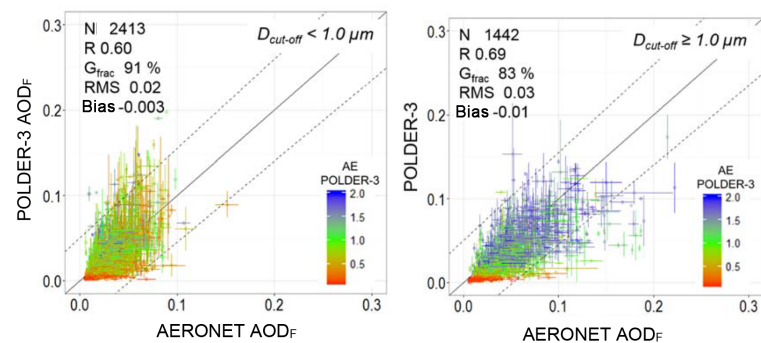 N 2413
R 0.60
Gfrac 91 %
RMS 0.02
Bias -0.003
Dcut-off < 1.0 µm
0.3
0.2
0.1
0.0
POLDER-3 AODF
AE
POLDER-3
2.0
1.5
1.0
0.5
0.0 0.1 0.2 0.3
AERONET AODF
N 1442
R 0.69
Gfrac 83 %
RMS 0.03
Bias -0.01
Dcut-off ≥ 1.0 µm
0.3
0.2
0.1
0.0
POLDER-3
AE
POLDER-3
2.0
1.5
1.0
0.5
0.0 0.1 0.2 0.3
AERONET AODF